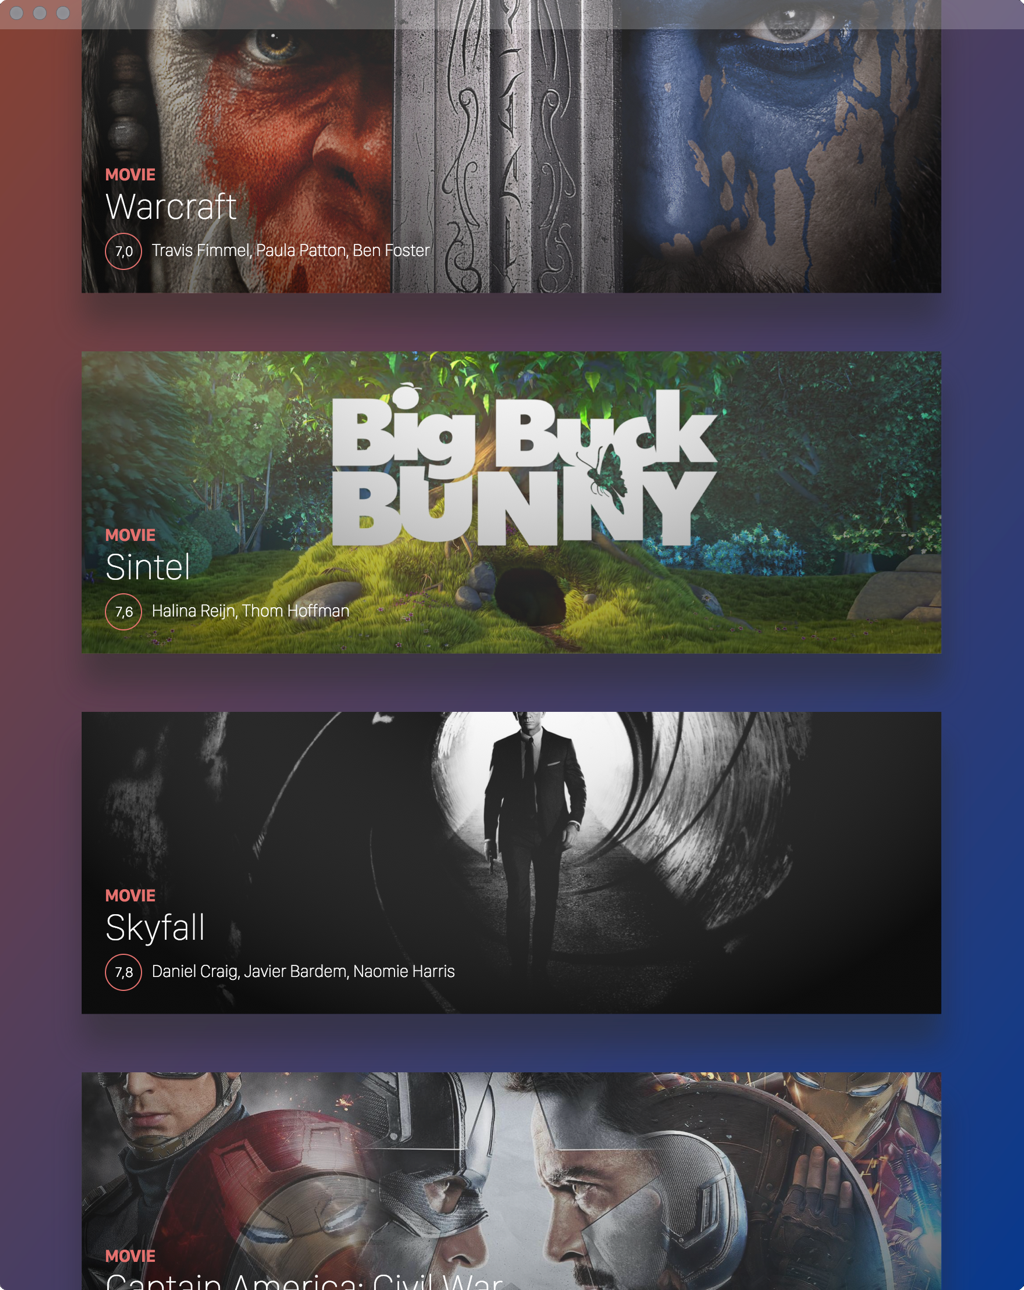 MOVIE
Warcraft
7,0 Travis Fimmel, Paula Patton, Ben Foster
Big Buck
BUNNY
MOVIE
Sintel
7,6 Halina Reijn, Thom Hoffman
MOVIE
Skyfall
7,8 Daniel Craig, Javier Bardem, Naomie Harris
MOVIE
Captain America: Civil War